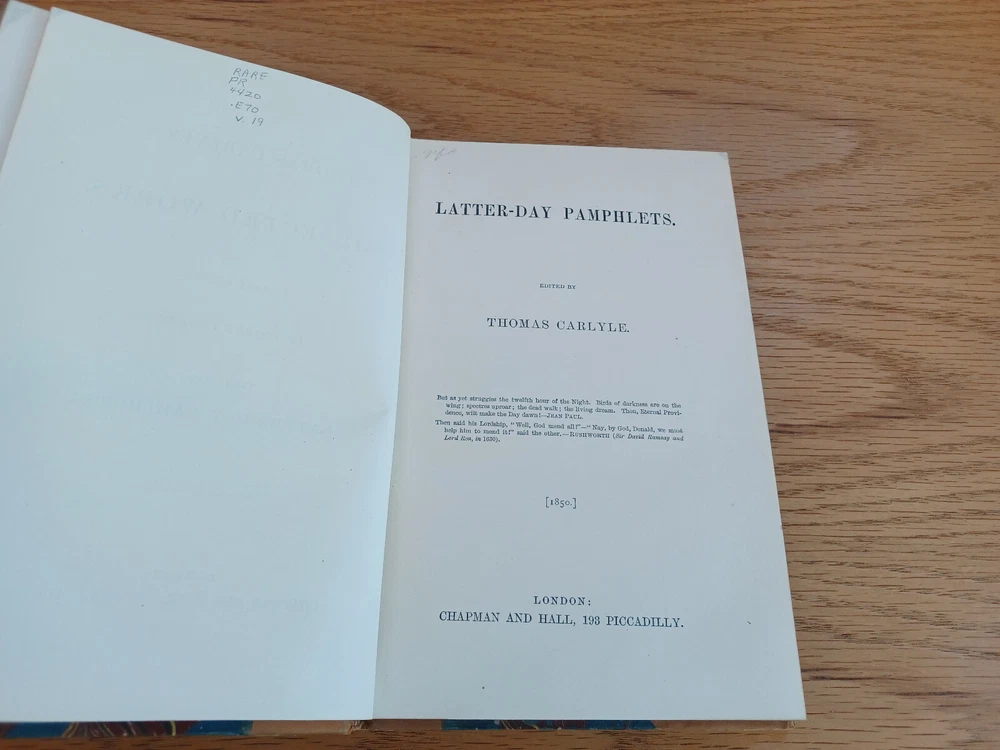 RARE
PR
4420
.E70
V. 19
LATTER-DAY PAMPHLETS.
EDITED BY
THOMAS CARLYLE.
But as yet struggles the twelfth hour of the Night. Birds of darkness are on the
wing; spectres uproar; the dead walk; the living dream. Thou, Eternal Provi-
dence, wilt make the Day dawn!—JEAN PAUL.
Then said his Lordship, "Well, God mend all!"—"Nay, by God, Donald, we must
help him to mend it!" said the other.—RUSHWORTH (Sir David Ramsay and
Lord Rea, in 1630).
[1850.]
LONDON:
CHAPMAN AND HALL, 193 PICCADILLY.